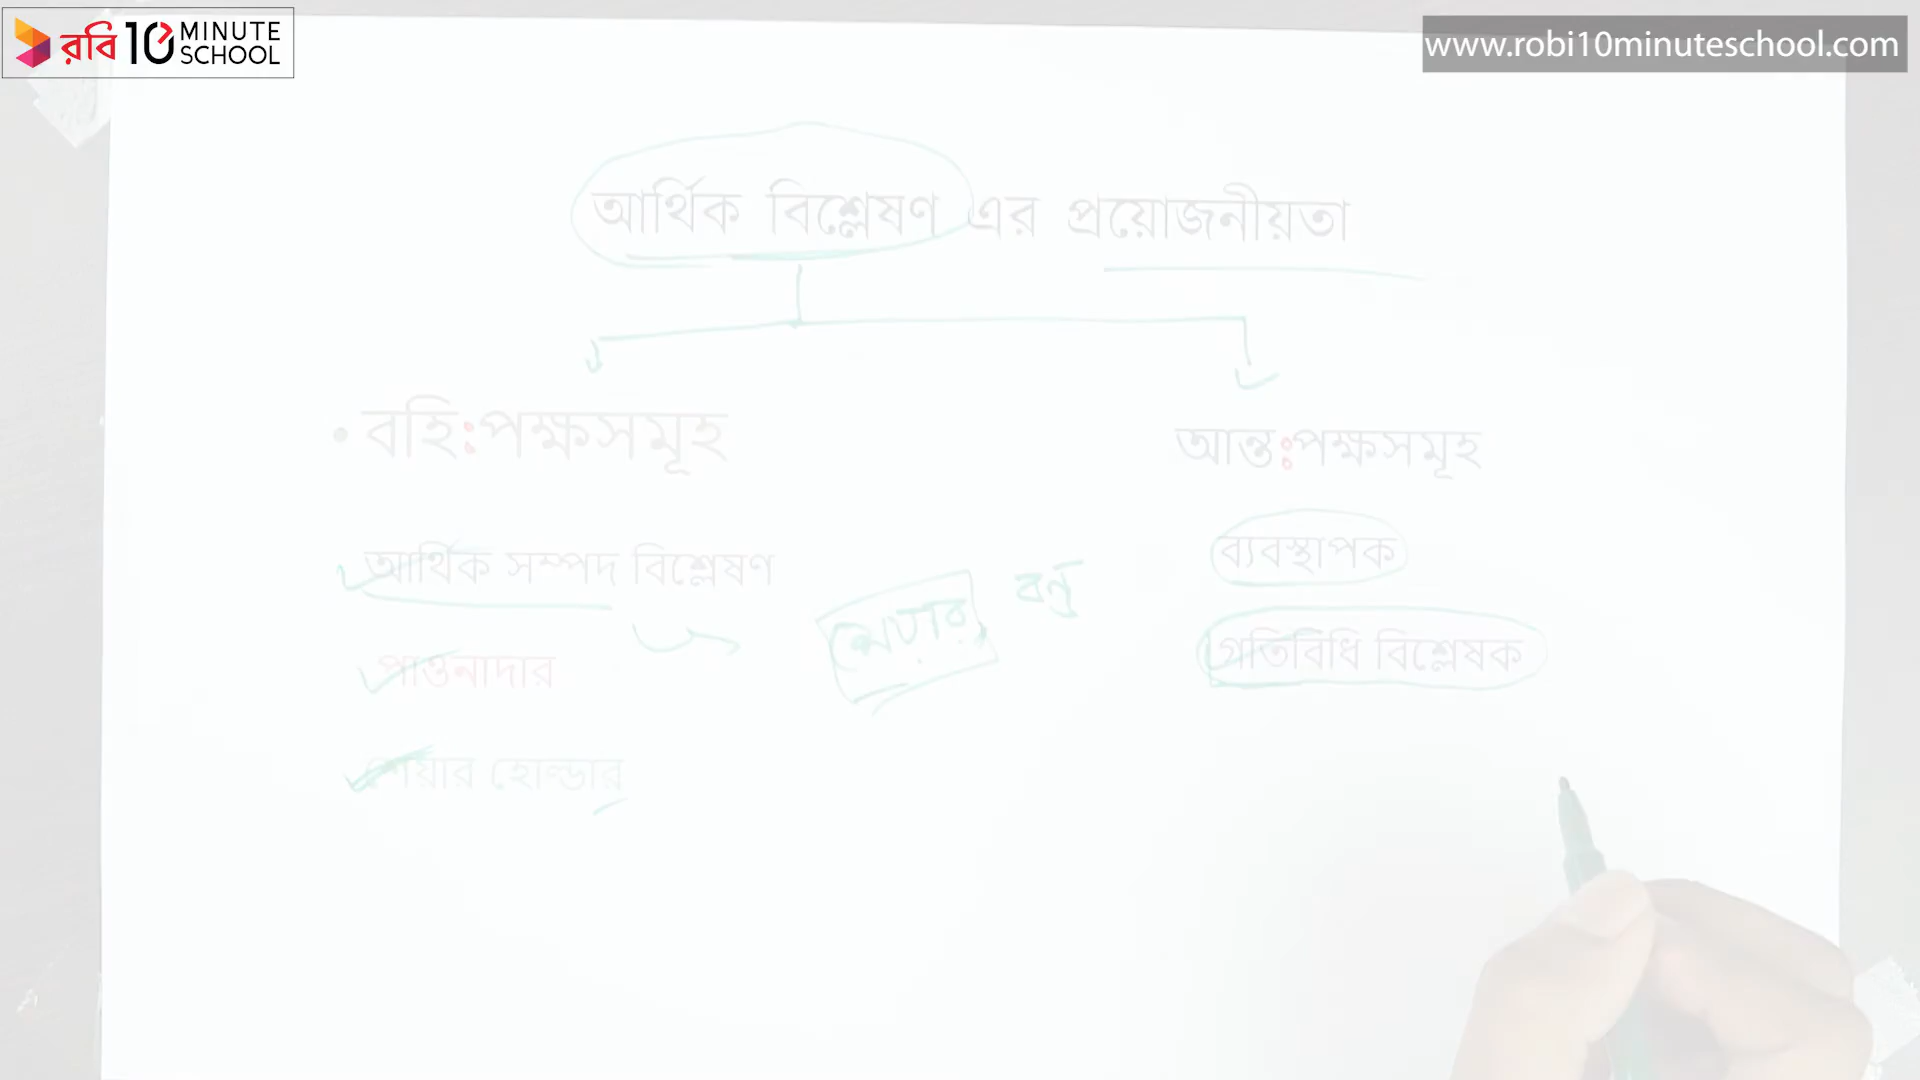 রবি 10 MINUTE SCHOOL
www.robi10minuteschool.com
আর্থিক বিশ্লেষণ এর প্রয়োজনীয়তা
• বহি:পক্ষসমূহ
আর্থিক সম্পদ বিশ্লেষণ
পাওনাদার
শেয়ার হোল্ডার
আন্ত:পক্ষসমূহ
ব্যবস্থাপক
গতিবিধি বিশ্লেষক